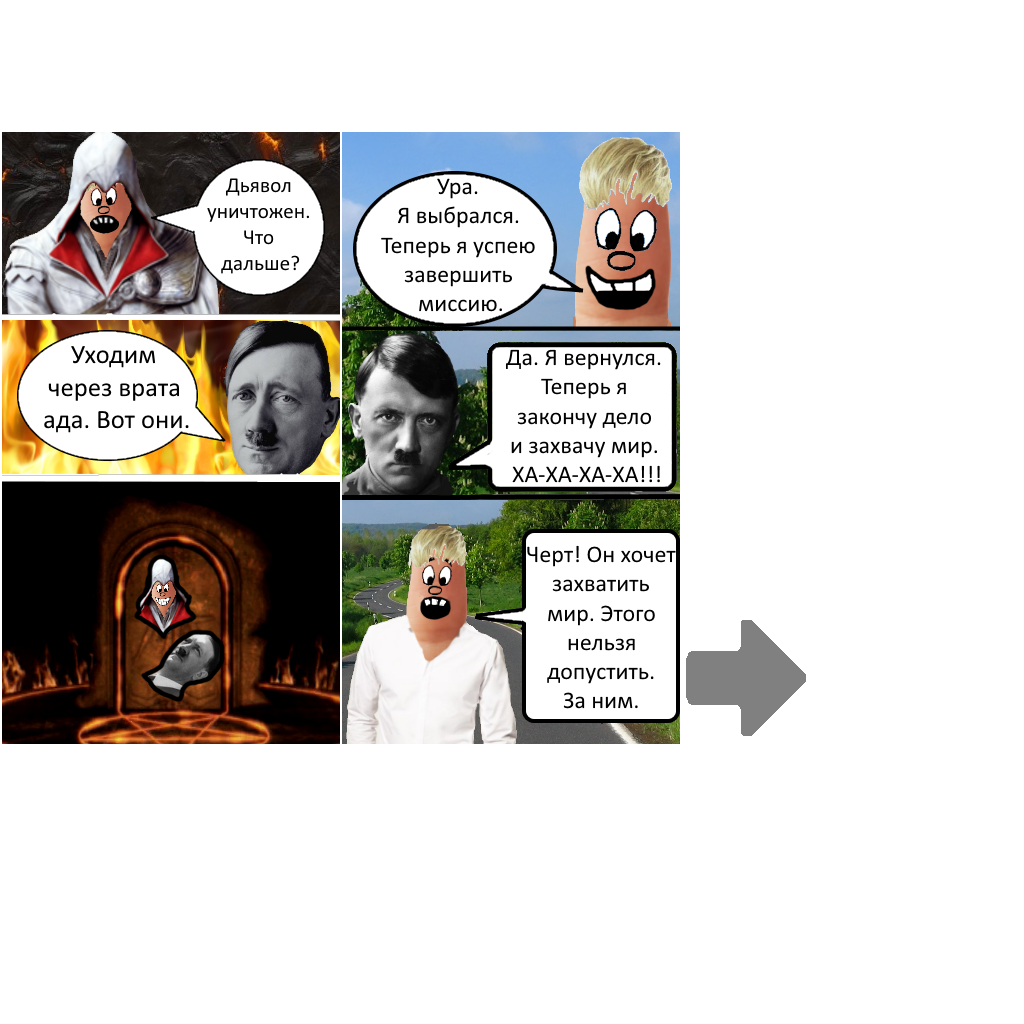 Дьявол
уничтожен.
Что
дальше?
Уходим
через врата
ада. Вот они.
Ура.
Я выбрался.
Теперь я успею
завершить
миссию.
Да. Я вернулся.
Теперь я
закончу дело
и захвачу мир.
ХА-ХА-ХА-ХА!!!
Черт! Он хочет
захватить
мир. Этого
нельзя
допустить.
За ним.